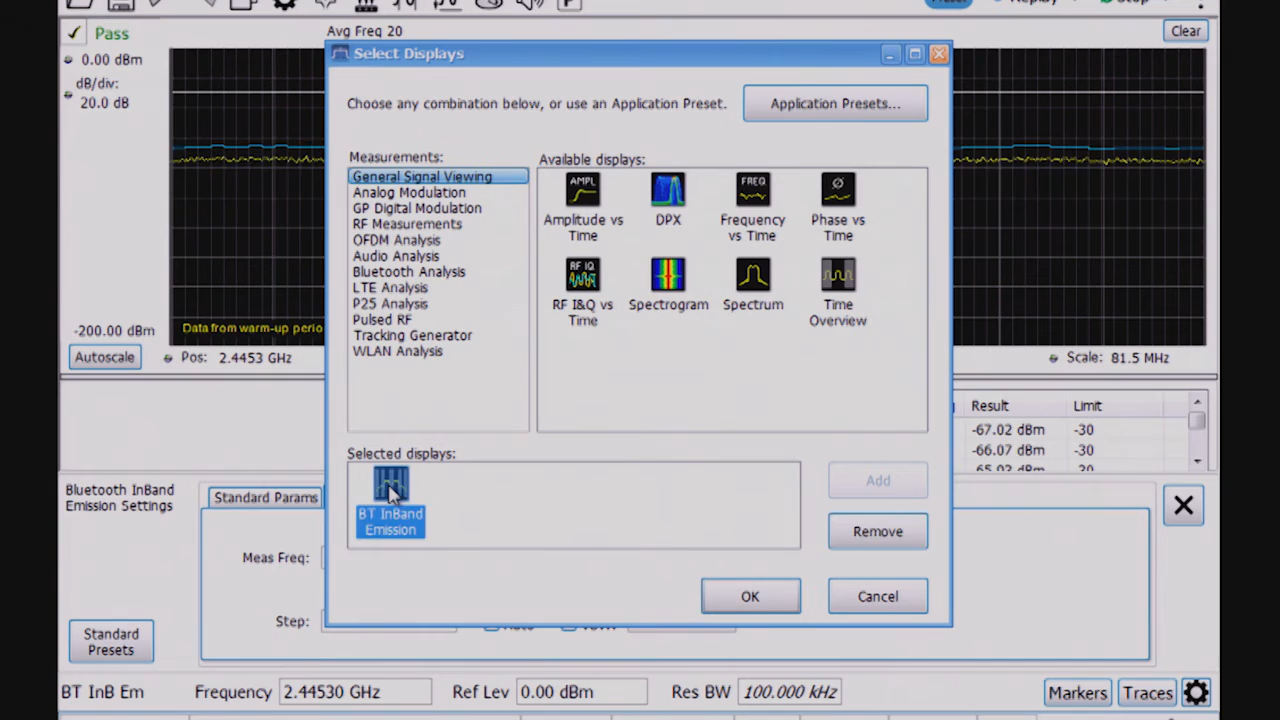 Pass
Avg Freq 20
Clear
0.00 dBm
dB/div:
20.0 dB
Select Displays
Choose any combination below, or use an Application Preset.
Application Presets...
Measurements:
General Signal Viewing
Analog Modulation
GP Digital Modulation
RF Measurements
OFDM Analysis
Audio Analysis
Bluetooth Analysis
LTE Analysis
P25 Analysis
Pulsed RF
Tracking Generator
WLAN Analysis
Available displays:
AMPL
Amplitude vs
Time
DPX
FREQ
Frequency
vs Time
Ø
Phase vs
Time
RF IQ
RF I&Q vs
Time
Spectrogram
Spectrum
Time
Overview
-200.00 dBm
Data from warm-up perio
Autoscale
Pos: 2.4453 GHz
Scale: 81.5 MHz
Result
Limit
-67.02 dBm
-30
-66.07 dBm
-30
Selected displays:
BT InBand
Emission
Add
Remove
OK
Cancel
Bluetooth InBand
Emission Settings
Standard Params
Meas Freq:
Step:
Standard
Presets
BT InB Em
Frequency
2.44530 GHz
Ref Lev
0.00 dBm
Res BW
100.000 kHz
Markers
Traces